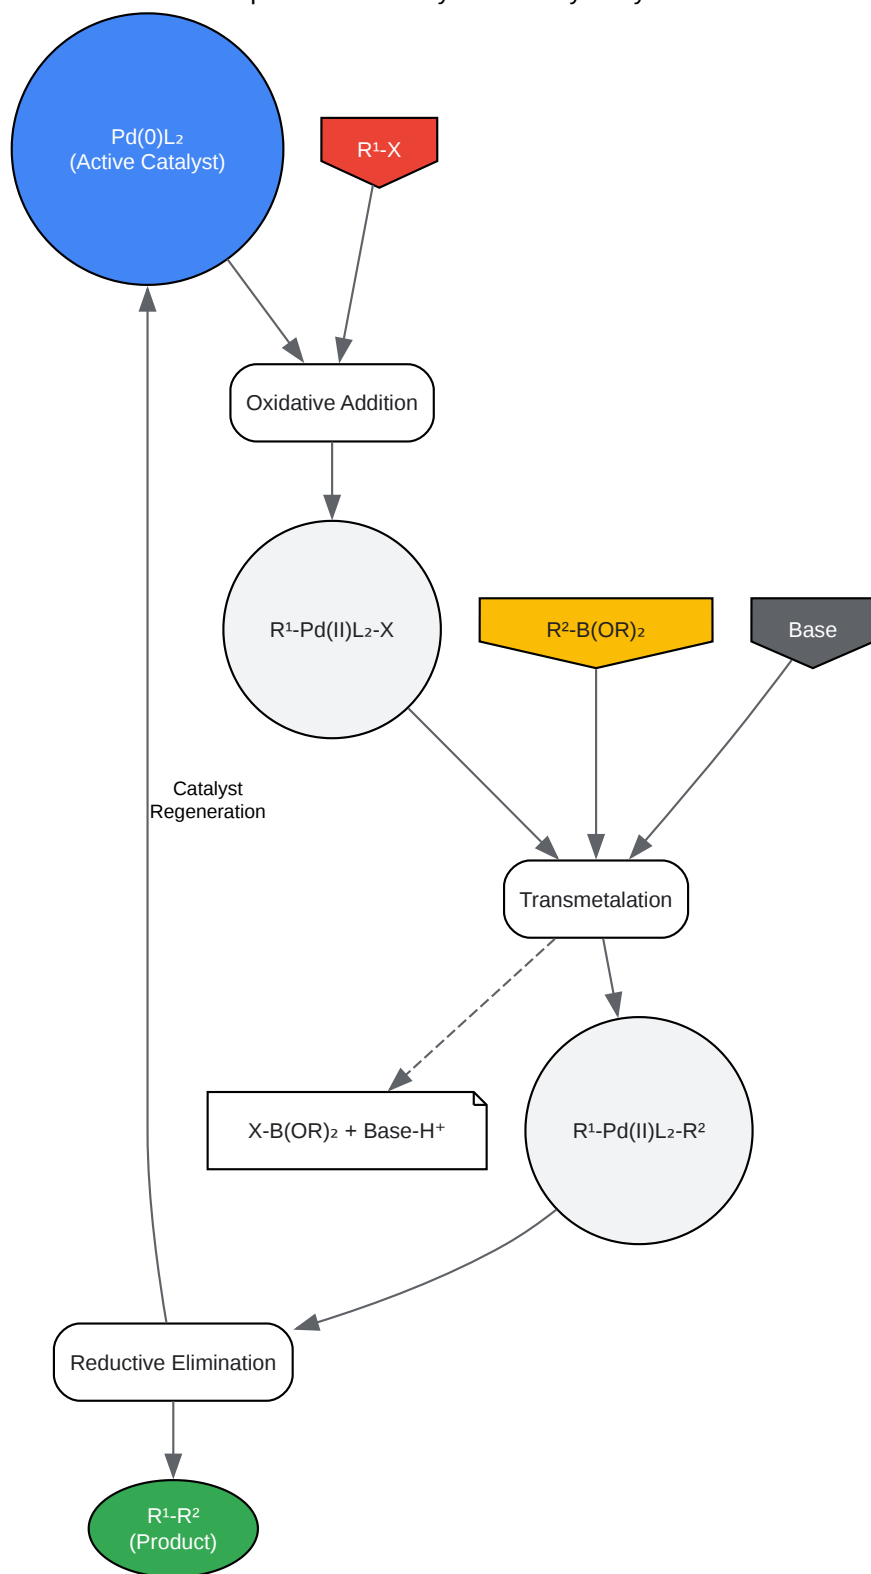 Pd(0)L₂
(Active Catalyst)
R¹-X
Oxidative Addition
R¹-Pd(II)L₂-X
R²-B(OR)₂
Base
Catalyst
Regeneration
Transmetalation
X-B(OR)₂ + Base-H⁺
R¹-Pd(II)L₂-R²
Reductive Elimination
R¹-R²
(Product)